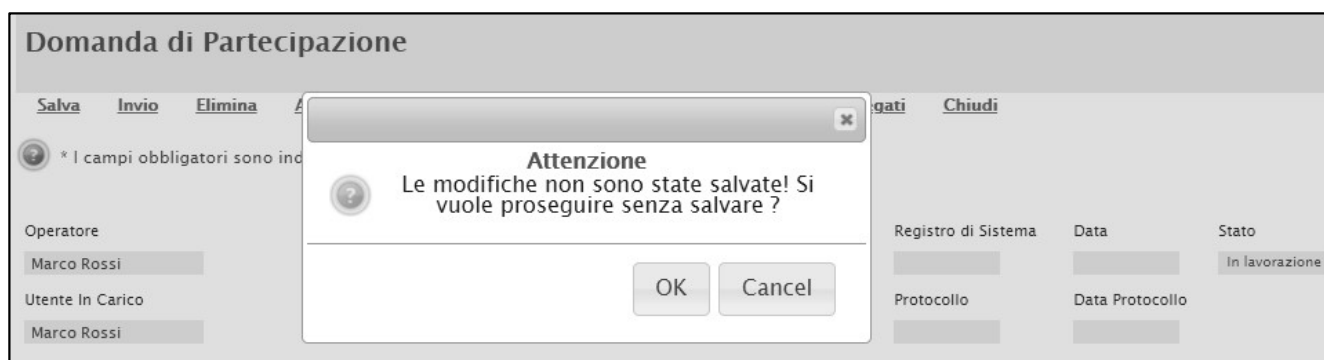 Domanda di Partecipazione
Salva Invio Elimina Chiudi
* I campi obbligatori sono
Attenzione
Le modifiche non sono state salvate! Si
vuole proseguire senza salvare ?
OK Cancel
Operatore Registro di Sistema Data Stato
Marco Rossi In lavorazione
Utente In Carico Protocollo Data Protocollo
Marco Rossi